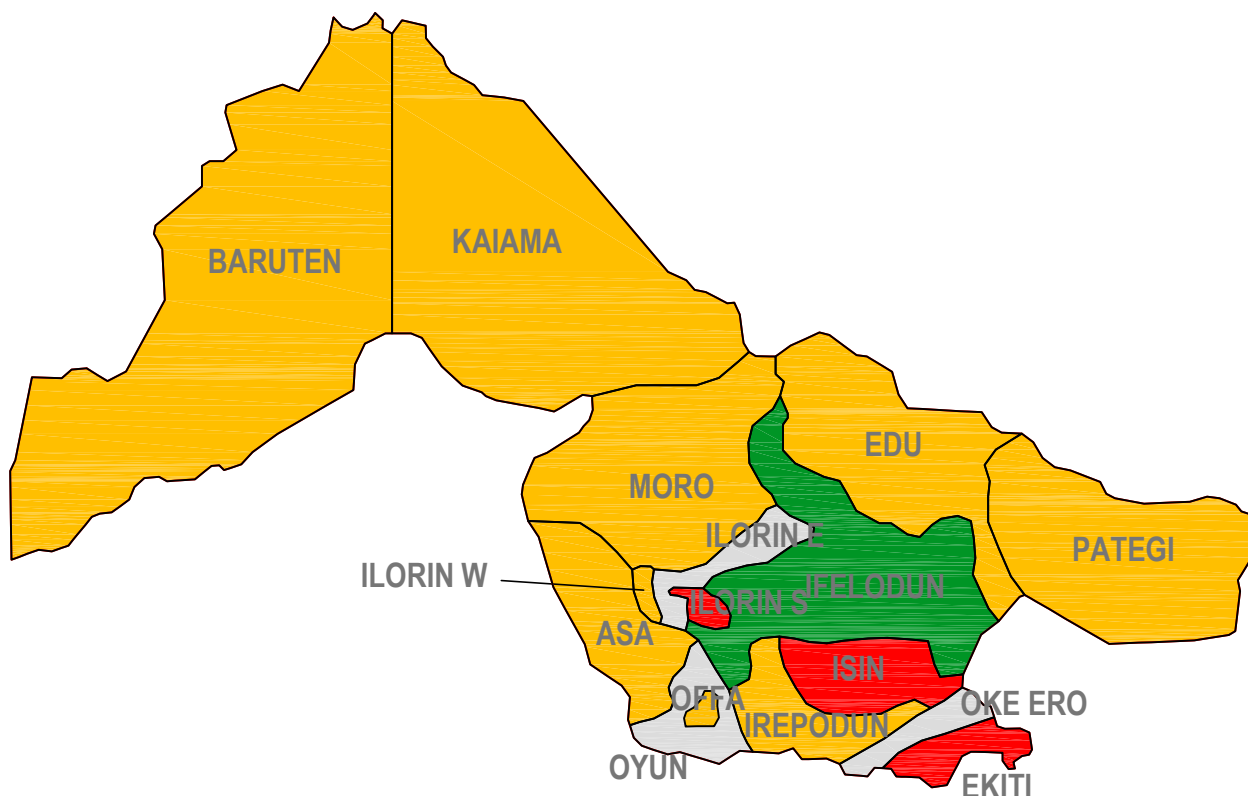 KAIAMA
BARUTEN
EDU
MORO
ILORIN E
PATEGI
ILORIN W
IFELODUN
ILORIN S
ASA
ISIN
OFFA
OKE ERO
IREPODUN
OYUN
EKITI